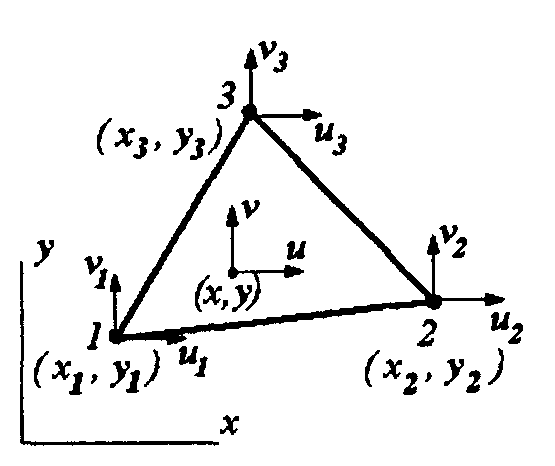 v₃
3
(x₃, y₃) u₃
v u
(x, y)
y v₁ v₂
1 u₁ 2 u₂
(x₁, y₁) (x₂, y₂)
x